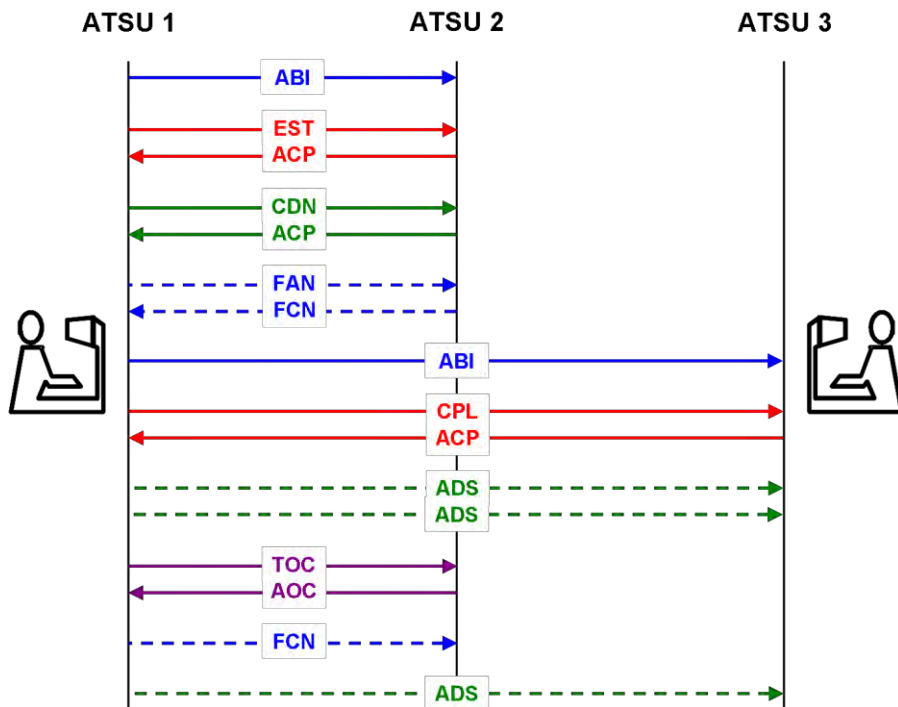 ATSU 1 ATSU 2 ATSU 3
ABI
EST
ACP
CDN
ACP
FAN
FCN
ABI
CPL
ACP
ADS
ADS
TOC
AOC
FCN
ADS